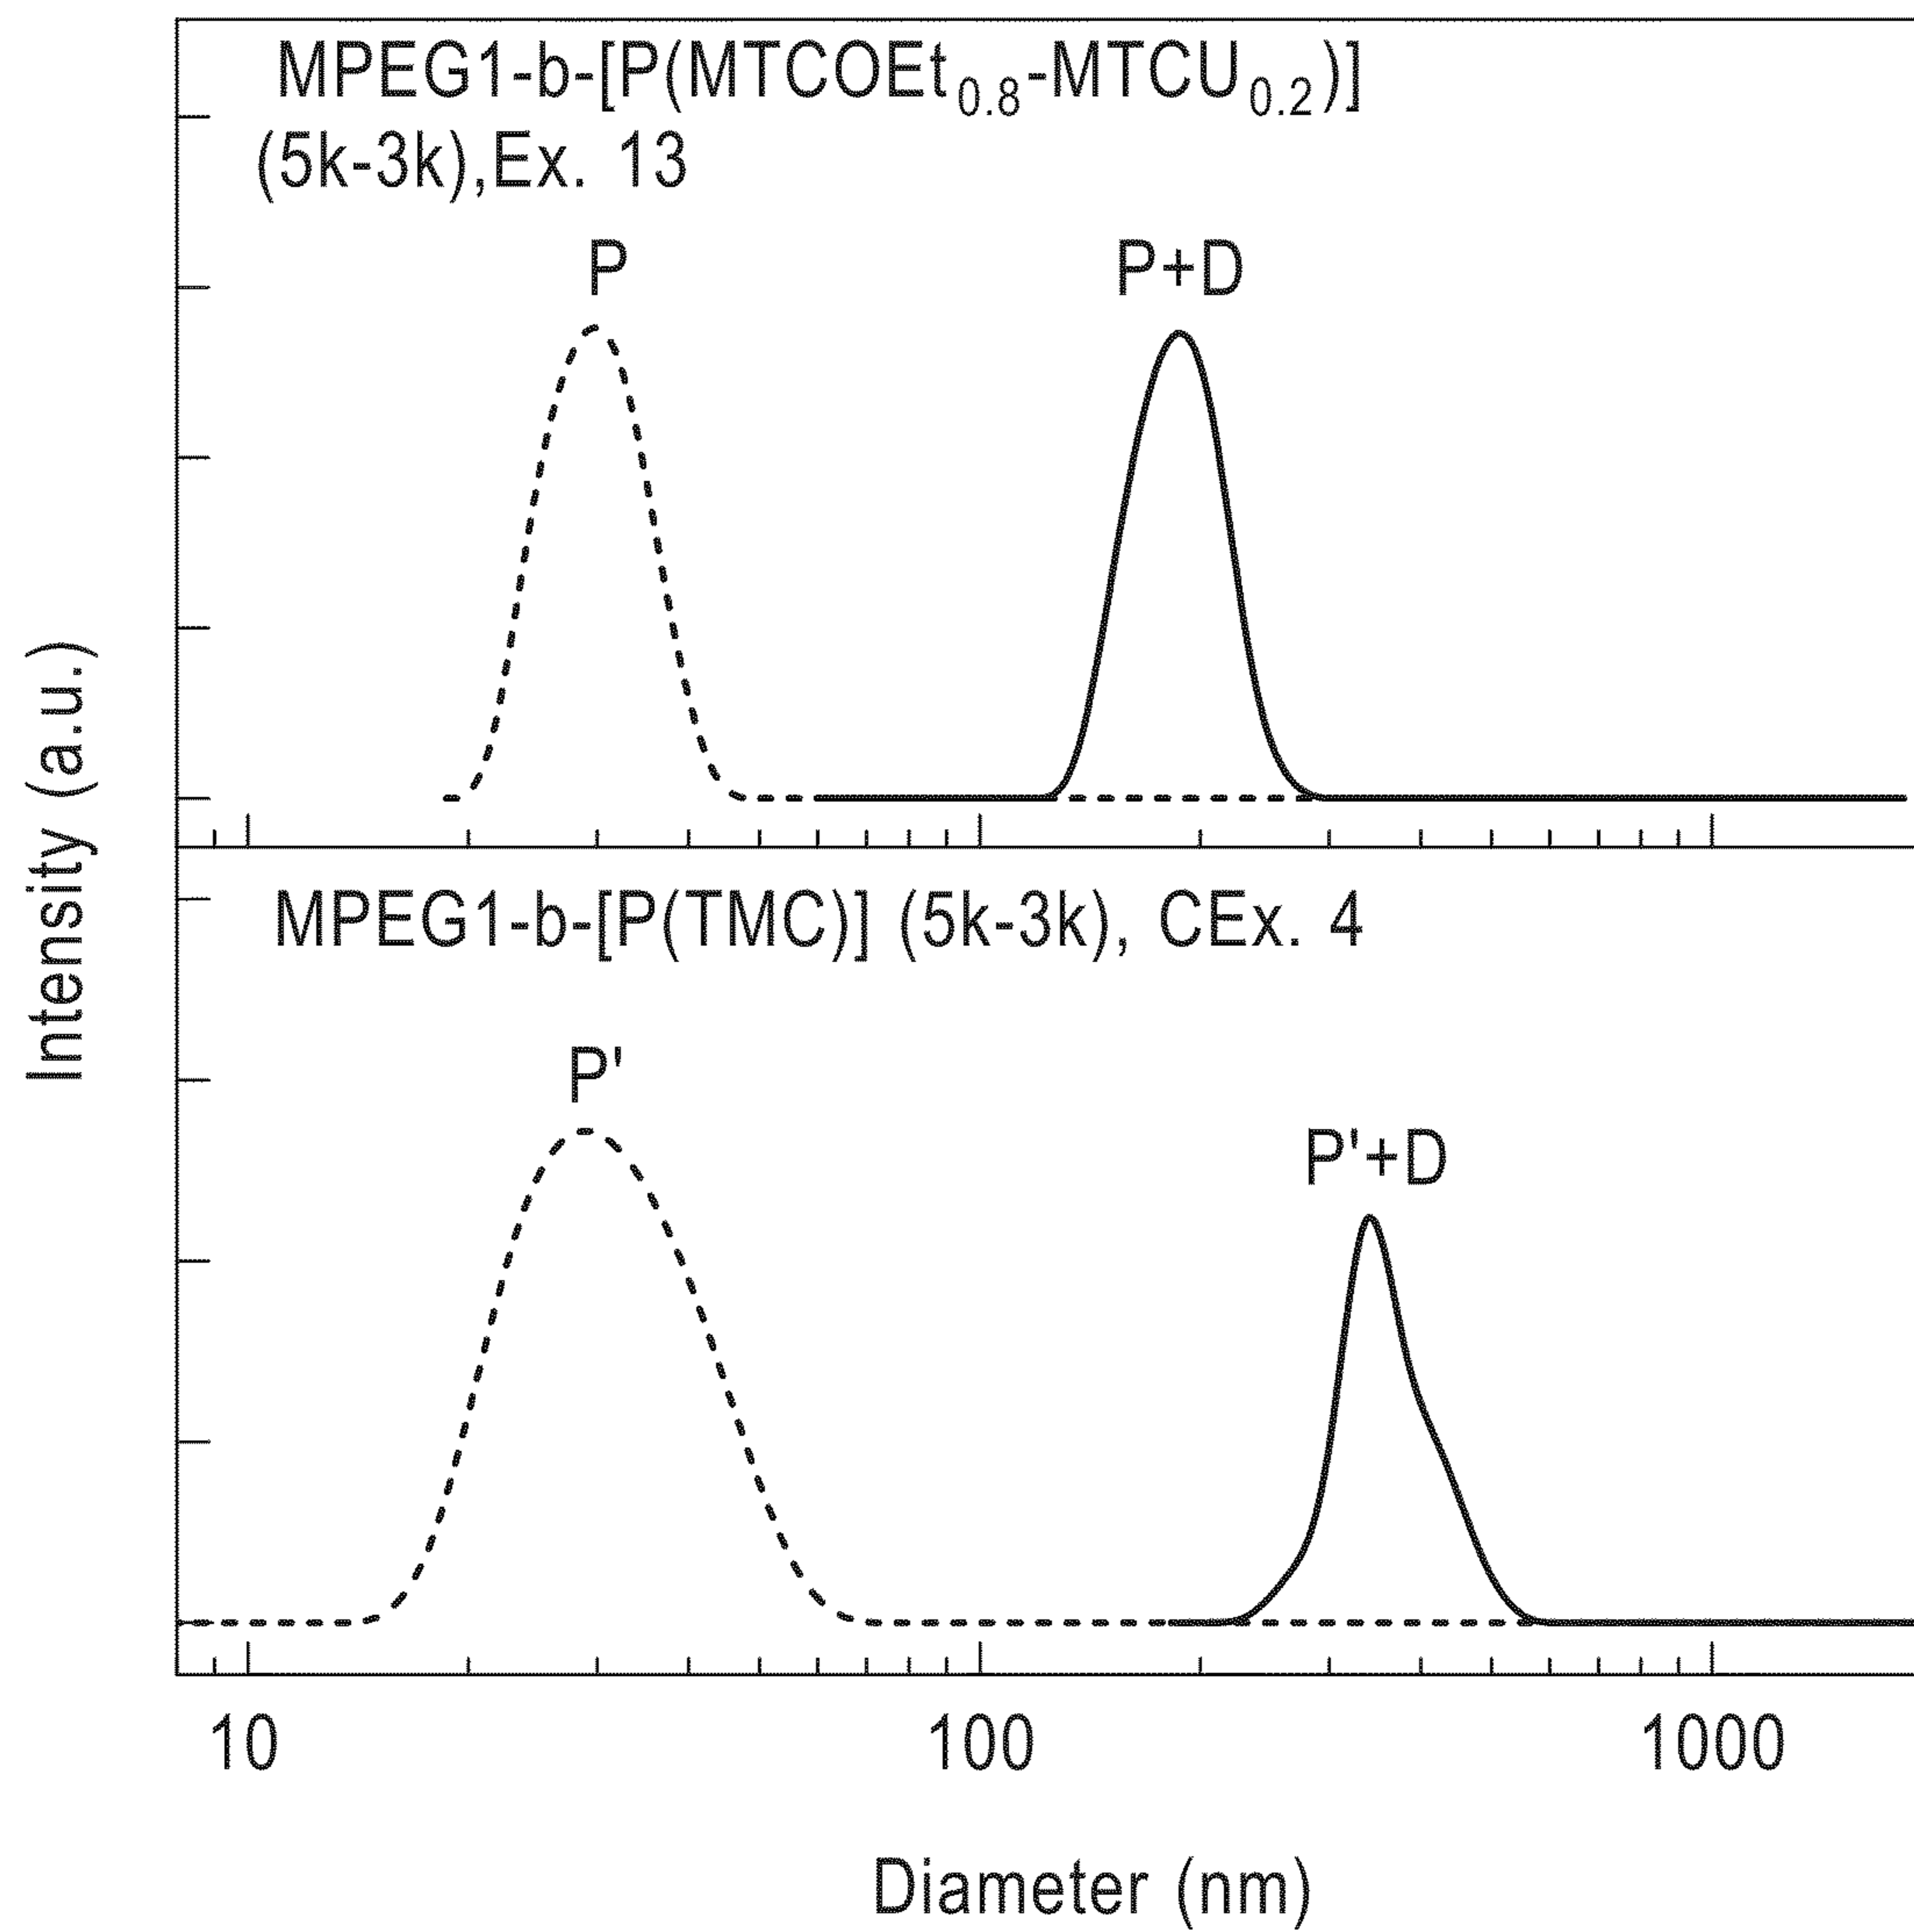 MPEG1-b-[P(MTCOEt0.8-MTCU0.2)]
(5k-3k),Ex. 13
P
P+D
Intensity (a.u.)
MPEG1-b-[P(TMC)] (5k-3k), CEx. 4
P'
P'+D
10
100
1000
Diameter (nm)